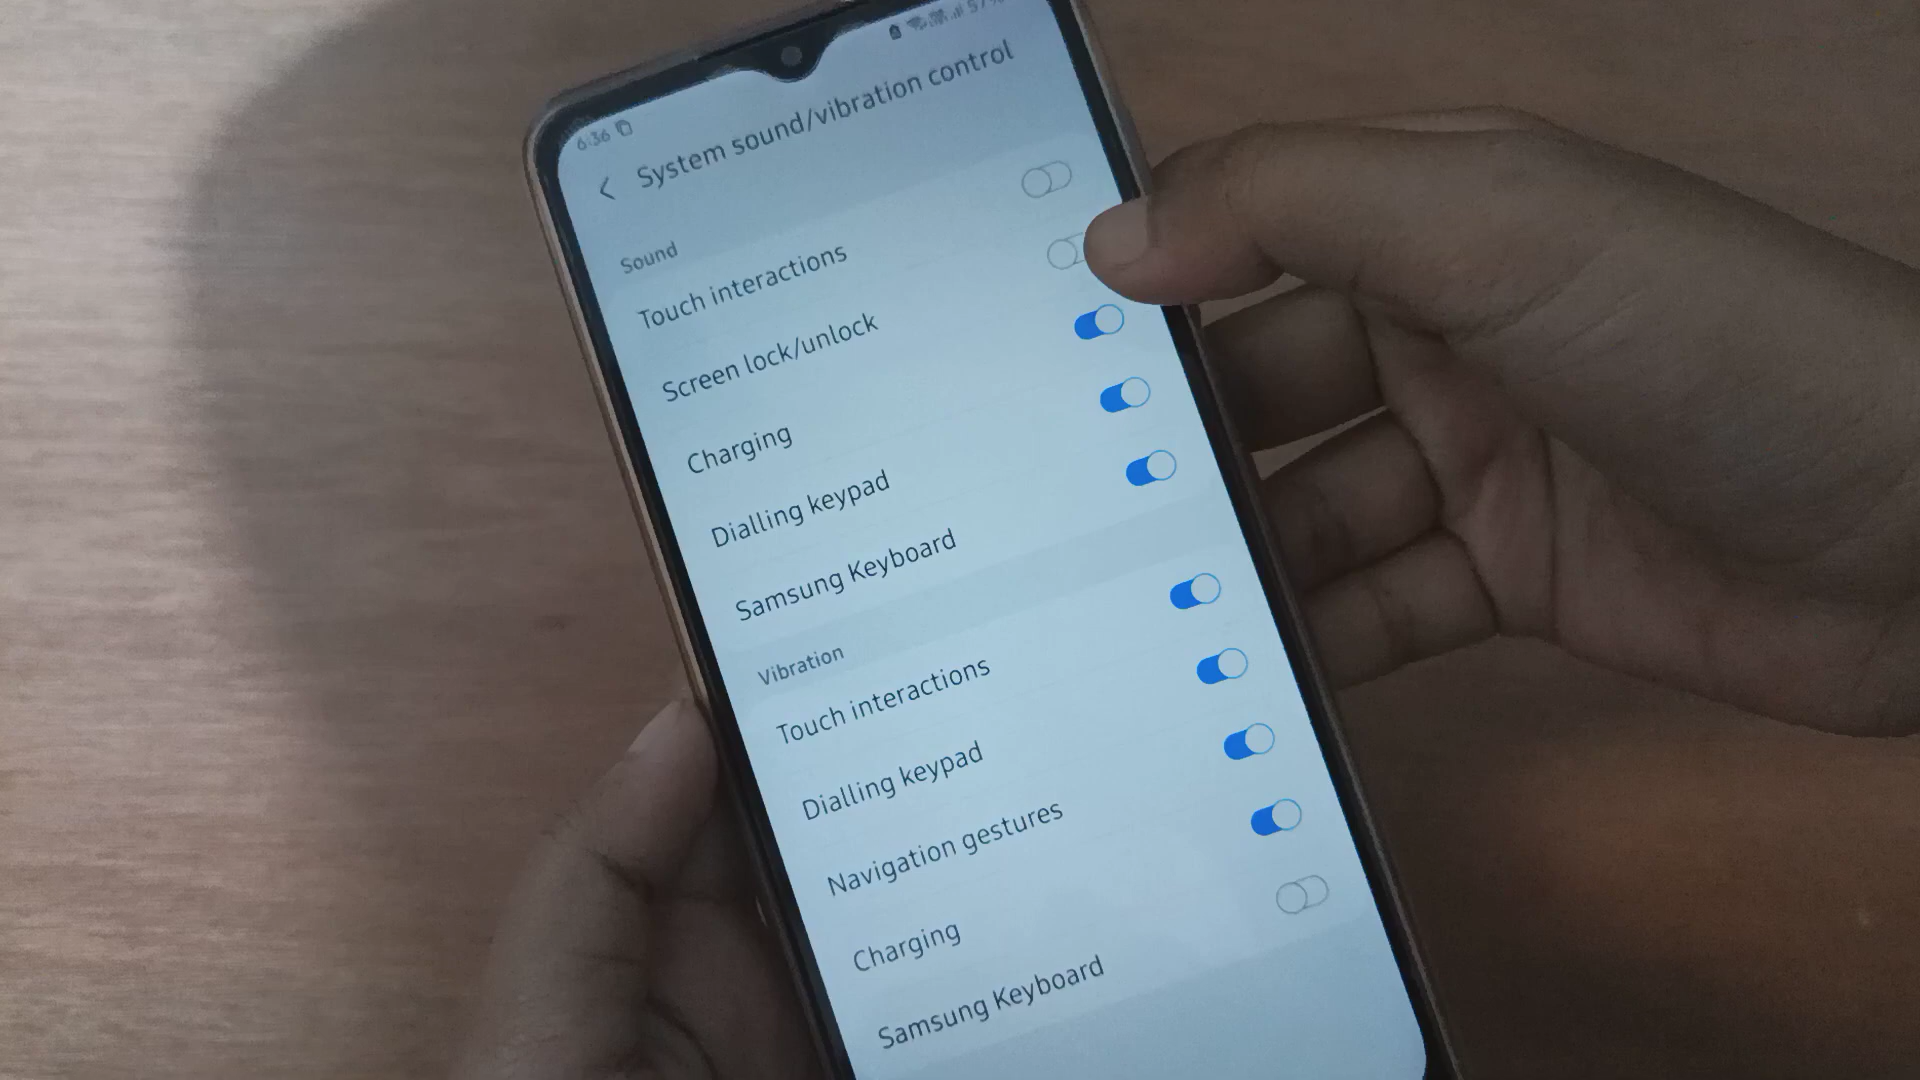 6:36
57%
System sound/vibration control
Sound
Touch interactions
Screen lock/unlock
Charging
Dialling keypad
Samsung Keyboard
Vibration
Touch interactions
Dialling keypad
Navigation gestures
Charging
Samsung Keyboard